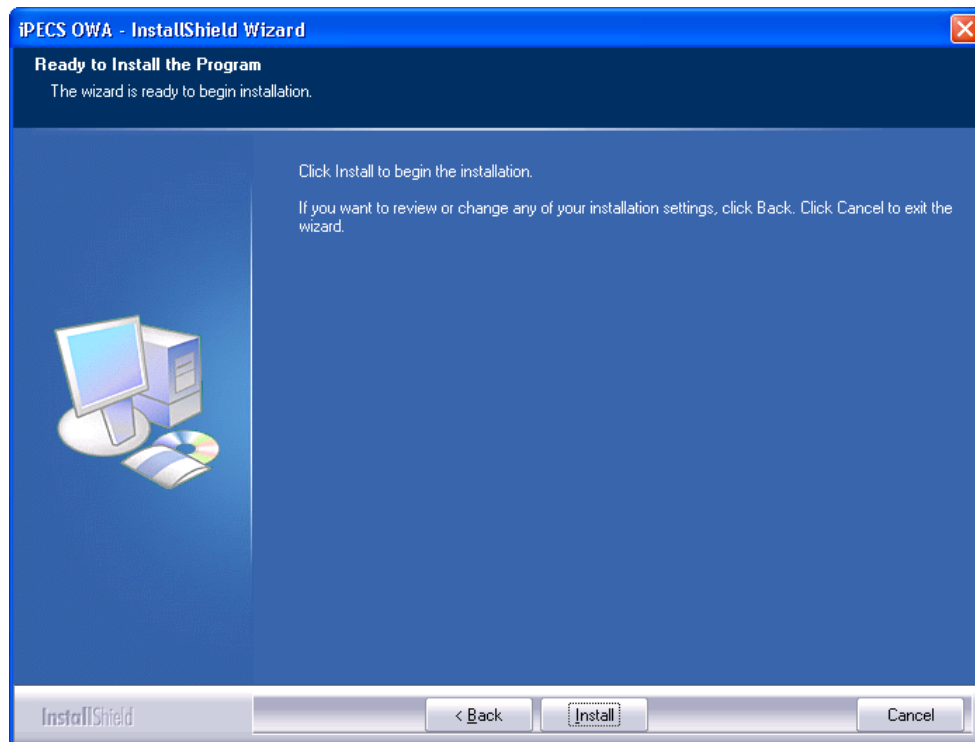 iPECS OWA - InstallShield Wizard
Ready to Install the Program
The wizard is ready to begin installation.
Click Install to begin the installation.
If you want to review or change any of your installation settings, click Back. Click Cancel to exit the
wizard.
InstallShield
< Back
Install
Cancel